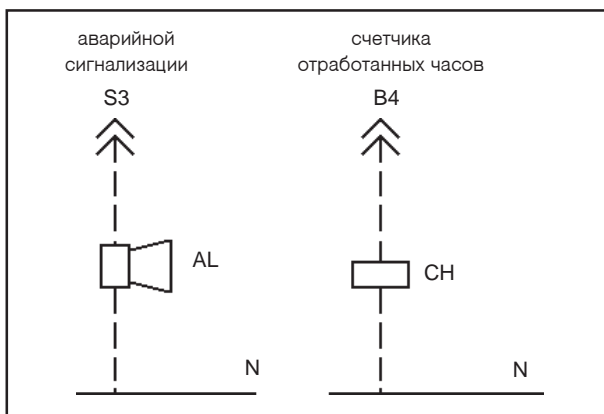 аварийной
сигнализации
S3
AL
N
счетчика
отработанных часов
B4
CH
N